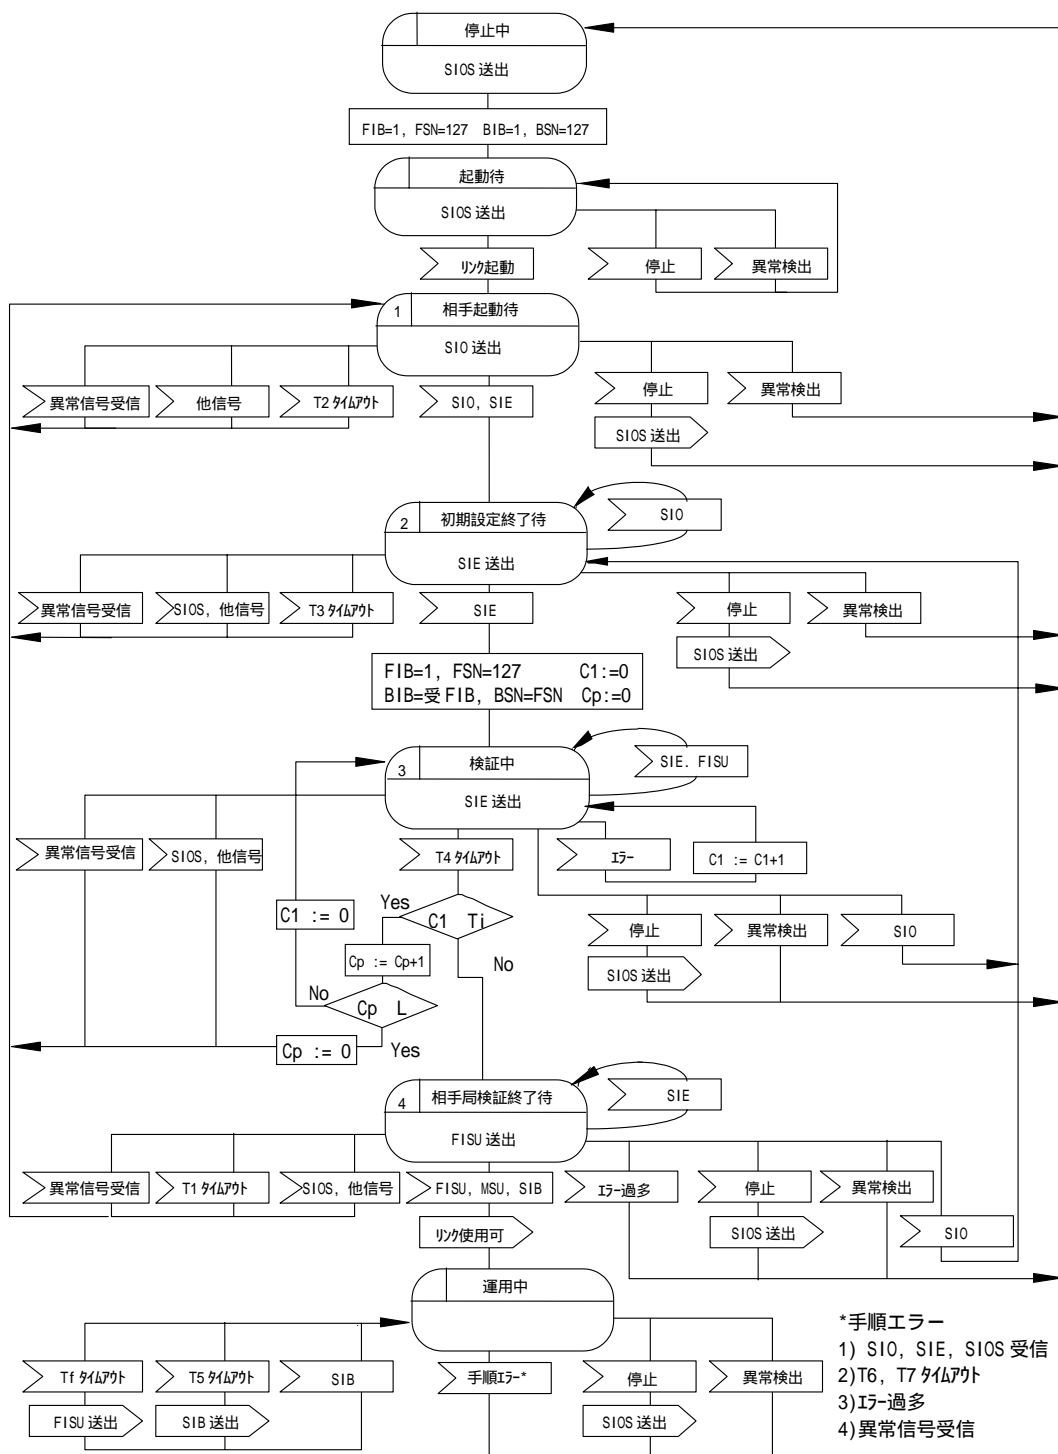 停止中
SIOS 送出
FIB=1, FSN=127 BIB=1, BSN=127
起動待
SIOS 送出
リンク起動
停止
異常検出
1
相手起動待
SIO 送出
異常信号受信
他信号
T2 タイムアウト
SIO, SIE
停止
異常検出
SIOS 送出
2
初期設定終了待
SIE 送出
SIO
異常信号受信
SIOS, 他信号
T3 タイムアウト
SIE
停止
異常検出
SIOS 送出
FIB=1, FSN=127 C1:=0
BIB=受 FIB, BSN=FSN Cp:=0
3
検証中
SIE 送出
SIE. FISU
異常信号受信
SIOS, 他信号
T4 タイムアウト
エラー
C1 := C1+1
C1 := 0
Yes
C1 Ti
No
停止
異常検出
SIO
SIOS 送出
Cp := Cp+1
No
Cp L
Yes
Cp := 0
4
相手局検証終了待
FISU 送出
SIE
異常信号受信
T1 タイムアウト
SIOS, 他信号
FISU, MSU, SIB
エラー過多
停止
異常検出
SIO
リンク使用可
SIOS 送出
運用中
Tf タイムアウト
T5 タイムアウト
SIB
手順エラー*
停止
異常検出
FISU 送出
SIB 送出
SIOS 送出
*手順エラー
1) SIO, SIE, SIOS 受信
2)T6, T7 タイムアウト
3)エラー過多
4)異常信号受信